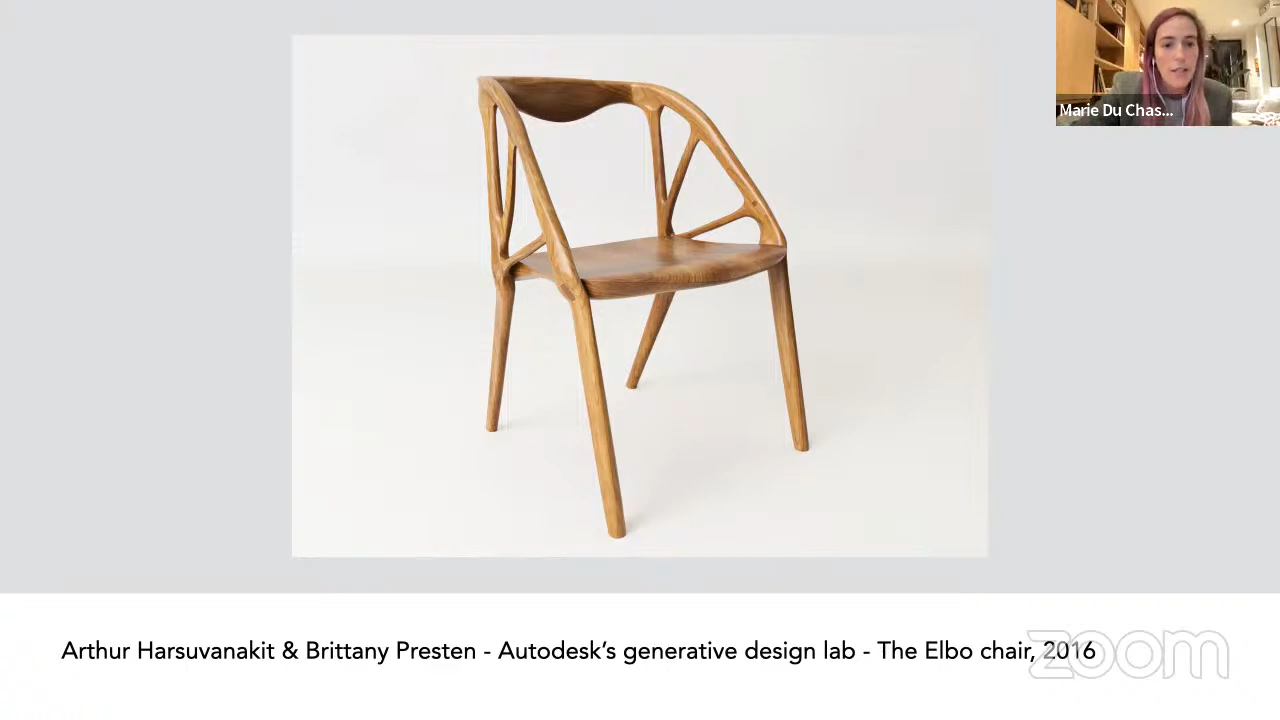 Marie Du Chas...
Arthur Harsuvanakit & Brittany Presten - Autodesk’s generative design lab - The Elbo chair, 2016
zoom